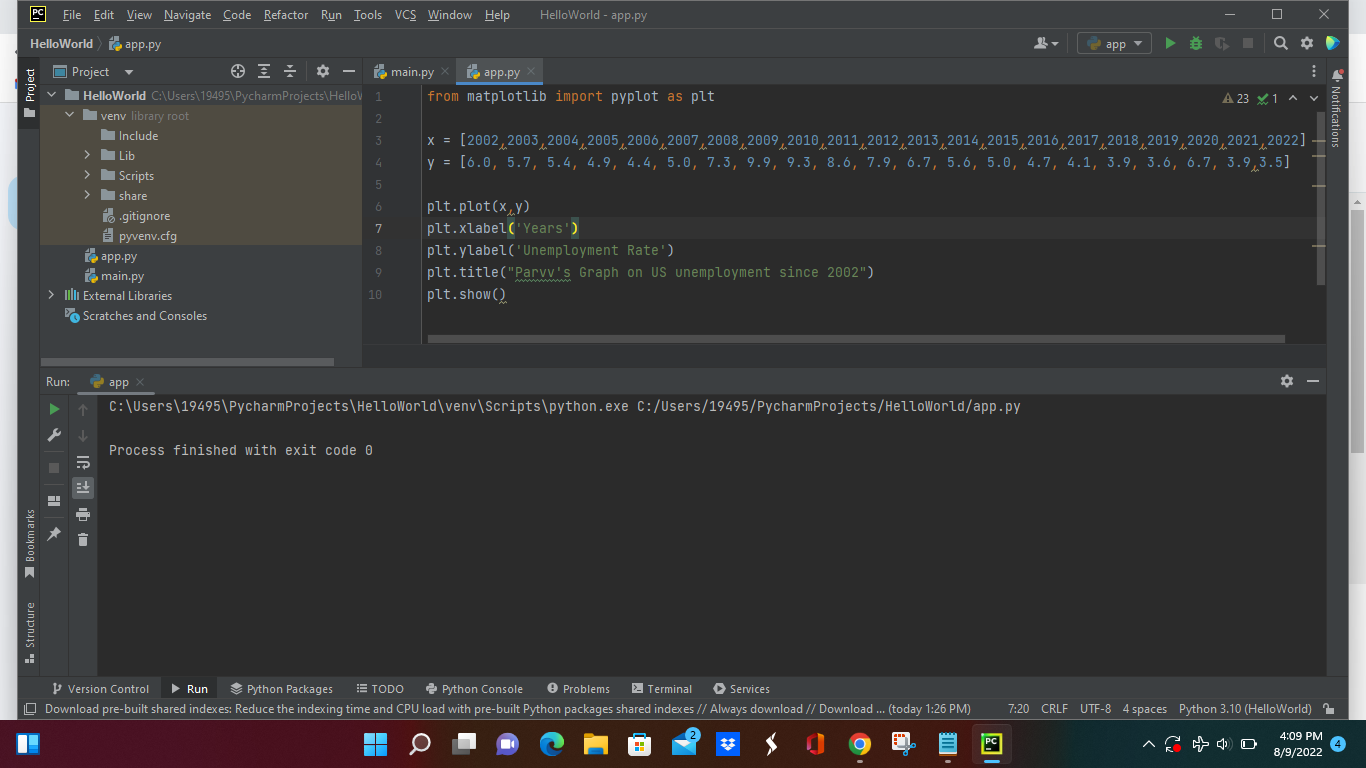 PC File Edit View Navigate Code Refactor Run Tools VCS Window Help HelloWorld - app.py
HelloWorld app.py app
Project
Project
main.py app.py
HelloWorld C:\Users\19495\PycharmProjects\HelloW
venv library root
Include
Lib
Scripts
share
.gitignore
pyvenv.cfg
app.py
main.py
External Libraries
Scratches and Consoles
23 1
Notifications
1 from matplotlib import pyplot as plt
2
3 x = [2002,2003,2004,2005,2006,2007,2008,2009,2010,2011,2012,2013,2014,2015,2016,2017,2018,2019,2020,2021,2022]
4 y = [6.0, 5.7, 5.4, 4.9, 4.4, 5.0, 7.3, 9.9, 9.3, 8.6, 7.9, 6.7, 5.6, 5.0, 4.7, 4.1, 3.9, 3.6, 6.7, 3.9,3.5]
5
6 plt.plot(x,y)
7 plt.xlabel('Years')
8 plt.ylabel('Unemployment Rate')
9 plt.title("Parvv's Graph on US unemployment since 2002")
10 plt.show()
Run: app
C:\Users\19495\PycharmProjects\HelloWorld\venv\Scripts\python.exe C:/Users/19495/PycharmProjects/HelloWorld/app.py
Process finished with exit code 0
Bookmarks
Structure
Version Control Run Python Packages TODO Python Console Problems Terminal Services
Download pre-built shared indexes: Reduce the indexing time and CPU load with pre-built Python packages shared indexes // Always download // Download ... (today 1:26 PM) 7:20 CRLF UTF-8 4 spaces Python 3.10 (HelloWorld)
2
PC
4:09 PM
8/9/2022
4